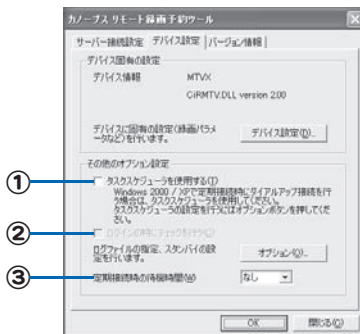 カノープス リモート録画予約ツール
サーバー接続設定 デバイス設定 バージョン情報
デバイス固有の設定
デバイス情報 MTVX
CiRMTV.DLL version 2.00
デバイスに固有の設定(録画パラメ
ータなど)を行います。
デバイス設定(D)...
その他のオプション設定
① タスクスケジューラを使用する(T)
Windows 2000 / XPで定期接続時にダイアルアップ接続を行
う場合は、タスクスケジューラを使用してください。
タスクスケジューラの設定を行うにはオプションボタンを押してくだ
さい。
② ログインの時にチェックを行う(C)
ログファイルの指定、スタンバイの設
定を行います。
オプション(O)...
③ 定期接続時の待機時間(W) なし
OK 閉じる(C)